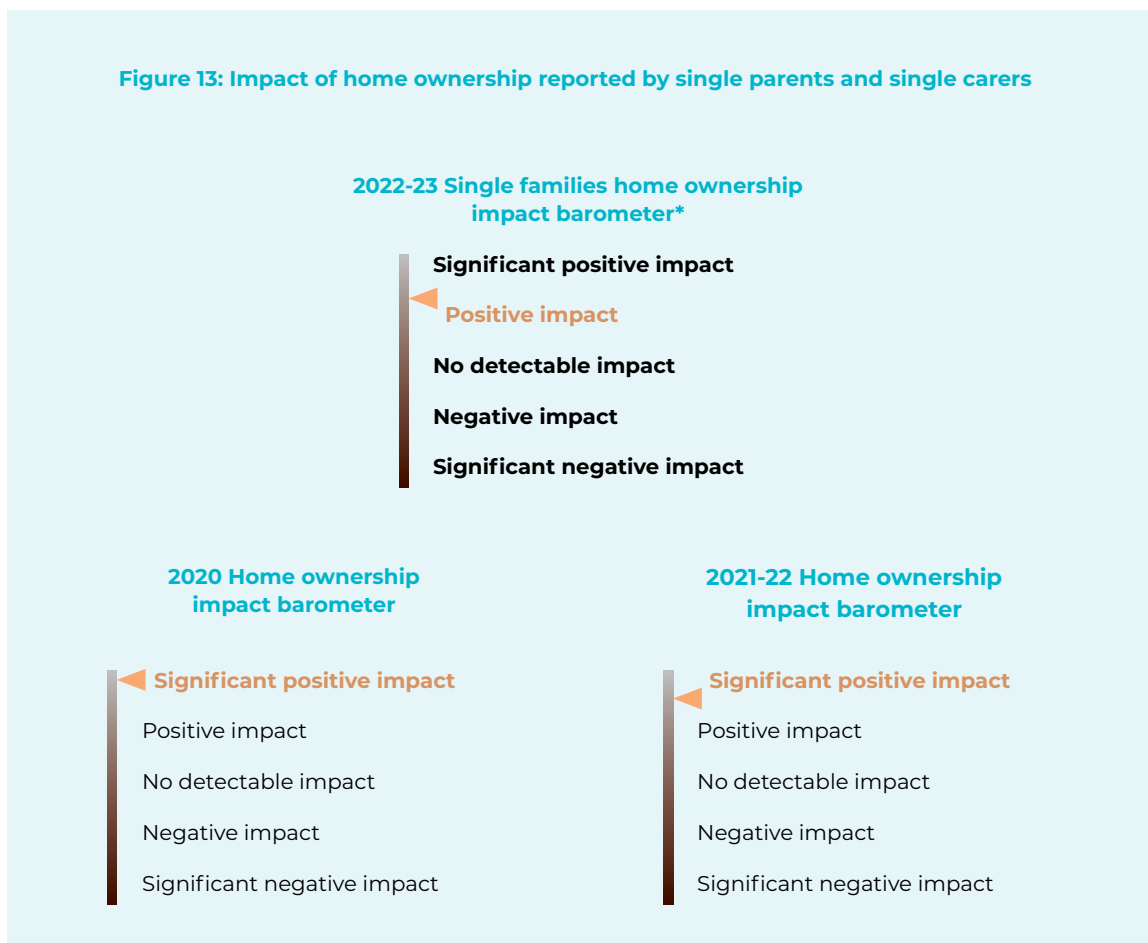 Figure 13: Impact of home ownership reported by single parents and single carers
2022-23 Single families home ownership
impact barometer*
Significant positive impact
Positive impact
No detectable impact
Negative impact
Significant negative impact
2020 Home ownership
impact barometer
Significant positive impact
Positive impact
No detectable impact
Negative impact
Significant negative impact
2021-22 Home ownership
impact barometer
Significant positive impact
Positive impact
No detectable impact
Negative impact
Significant negative impact